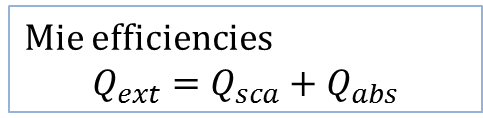 Mie efficiencies
Q_ext = Q_sca + Q_abs